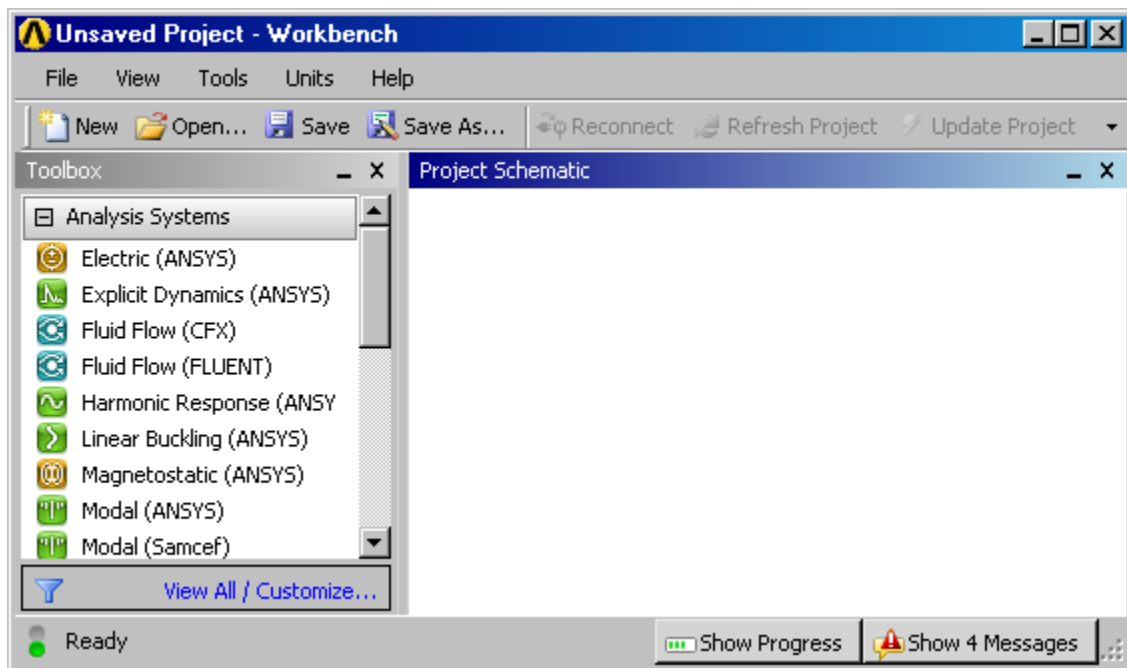 Unsaved Project - Workbench
File View Tools Units Help
New Open... Save Save As... Reconnect Refresh Project Update Project
Toolbox
Project Schematic
Analysis Systems
Electric (ANSYS)
Explicit Dynamics (ANSYS)
Fluid Flow (CFX)
Fluid Flow (FLUENT)
Harmonic Response (ANSY
Linear Buckling (ANSYS)
Magnetostatic (ANSYS)
Modal (ANSYS)
Modal (Samcef)
View All / Customize...
Ready
Show Progress
Show 4 Messages